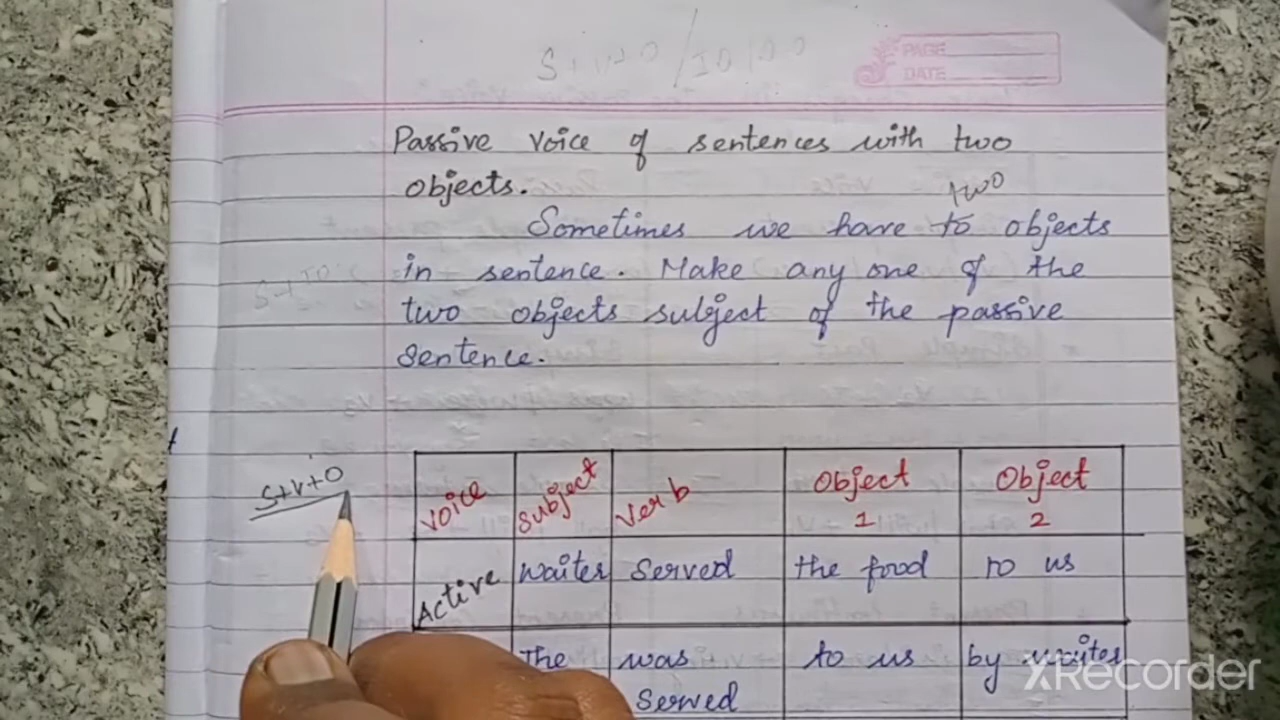 S+V+O/IO/DO
PAGE
DATE
Passive voice of sentences with two
objects.
two
Sometimes we have to objects
in sentence. Make any one of the
two objects subject of the passive
sentence.
S+V+O
Voice Subject Verb Object 1 Object 2
Active Waiter Served the food to us
The was Served to us by waiter
XRecorder